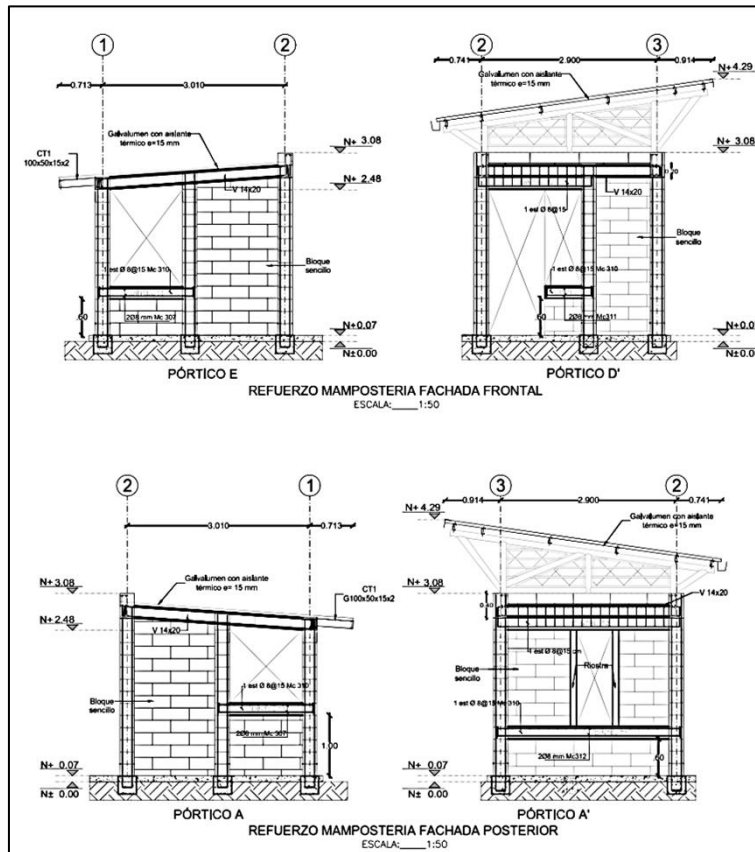 1
2
0.713
3.010
Galvalumen con aislante
térmico e=15 mm
CT1
100x50x15x2
V 14x20
N+ 3.08
N+ 2.48
Bloque
sencillo
1 est Ø 8@15 Mc 310
.60
2Ø8 mm Mc 307
N+ 0.07
N± 0.00
PÓRTICO E
2
3
0.741
2.900
0.914
Galvalumen con aislante
térmico e=15 mm
N+ 4.29
N+ 3.08
V 14x20
1 est Ø 8@15
Bloque
sencillo
1 est Ø 8@15 Mc 310
.60
2Ø8 mm Mc311
N+0.0
N±0.0
PÓRTICO D'
REFUERZO MAMPOSTERIA FACHADA FRONTAL
ESCALA:____1:50
2
1
3.010
0.713
Galvalumen con aislante
térmico e= 15 mm
CT1
G100x50x15x2
N+ 3.08
N+ 2.48
V 14x20
Bloque
sencillo
1 est Ø 8@15 Mc 310
2Ø8 mm Mc 307
1.00
N+ 0.07
N± 0.00
PÓRTICO A
3
2
0.914
2.900
0.741
N+ 4.29
Galvalumen con aislante
térmico e=15 mm
N+ 3.08
V 14x20
1 est Ø 8@15 cm
Bloque
sencillo
Riostra
1 est Ø 8@15 Mc 310
2Ø8 mm Mc312
.60
N+ 0.07
N± 0.00
PÓRTICO A'
REFUERZO MAMPOSTERIA FACHADA POSTERIOR
ESCALA:____1:50